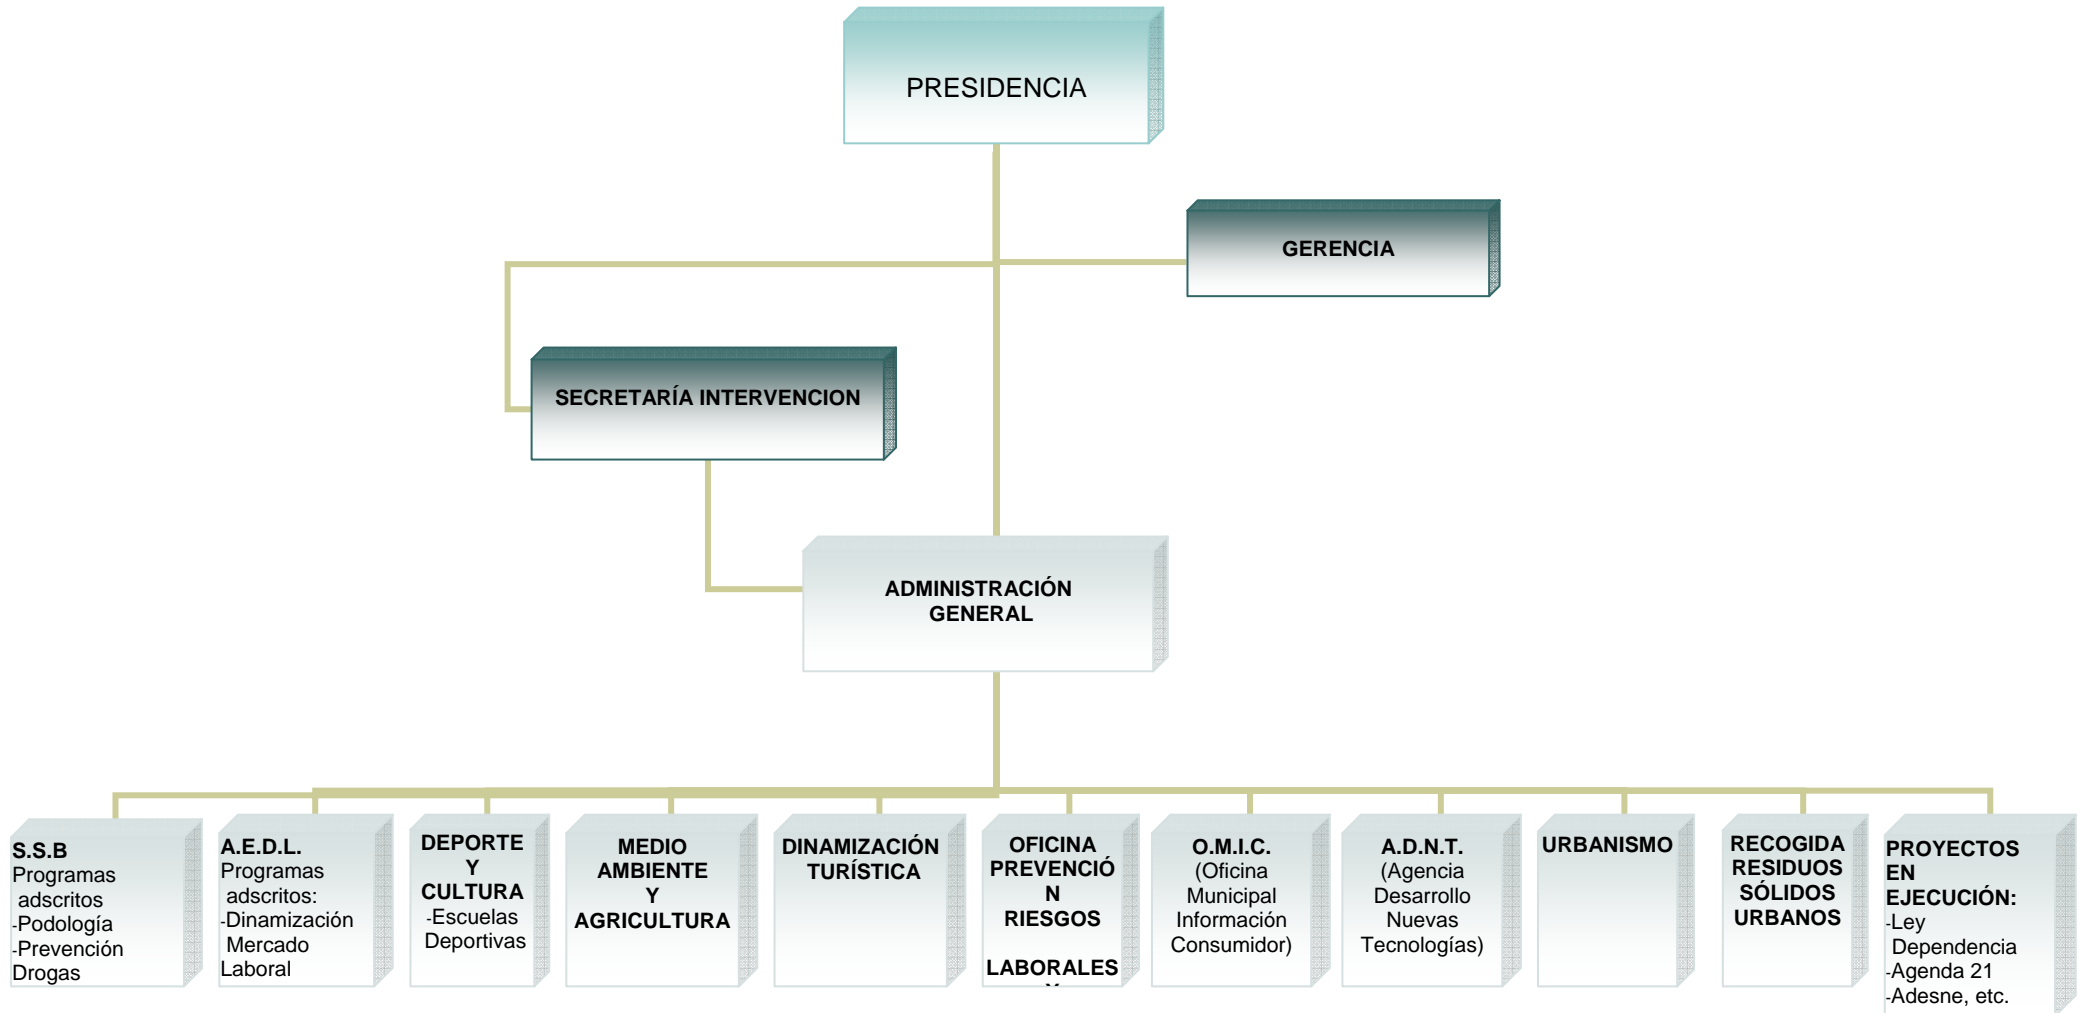 PRESIDENCIA
GERENCIA
SECRETARÍA INTERVENCION
ADMINISTRACIÓN
GENERAL
S.S.B
Programas
adscritos
-Podología
-Prevención
Drogas
A.E.D.L.
Programas
adscritos:
-Dinamización
Mercado
Laboral
DEPORTE
Y
CULTURA
-Escuelas
Deportivas
MEDIO
AMBIENTE
Y
AGRICULTURA
DINAMIZACIÓN
TURÍSTICA
OFICINA
PREVENCIÓ
N
RIESGOS
LABORALES
O.M.I.C.
(Oficina
Municipal
Información
Consumidor)
A.D.N.T.
(Agencia
Desarrollo
Nuevas
Tecnologías)
URBANISMO
RECOGIDA
RESIDUOS
SÓLIDOS
URBANOS
PROYECTOS
EN
EJECUCIÓN:
-Ley
Dependencia
-Agenda 21
-Adesne, etc.